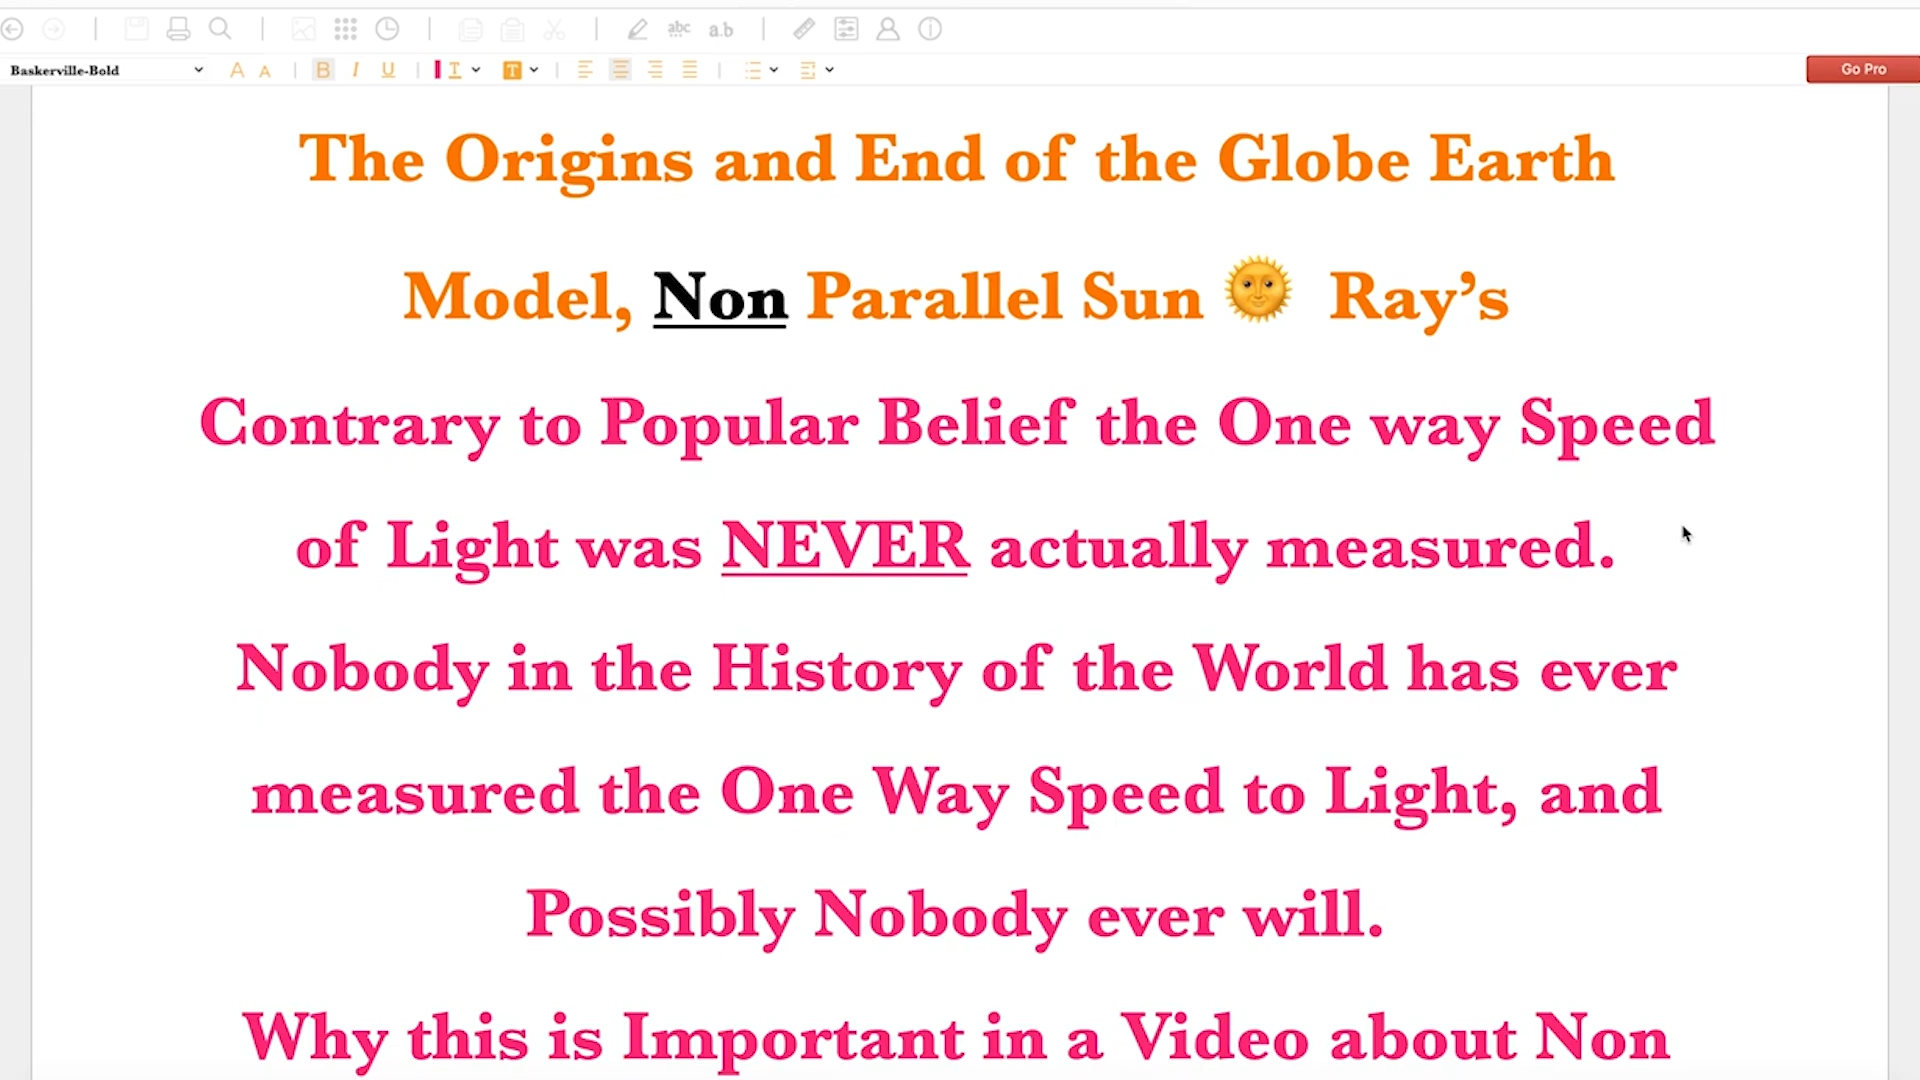 abc a.b
Baskerville-Bold A A B I U T T Go Pro
The Origins and End of the Globe Earth
Model, Non Parallel Sun 🌞 Ray’s
Contrary to Popular Belief the One way Speed
of Light was NEVER actually measured.
Nobody in the History of the World has ever
measured the One Way Speed to Light, and
Possibly Nobody ever will.
Why this is Important in a Video about Non